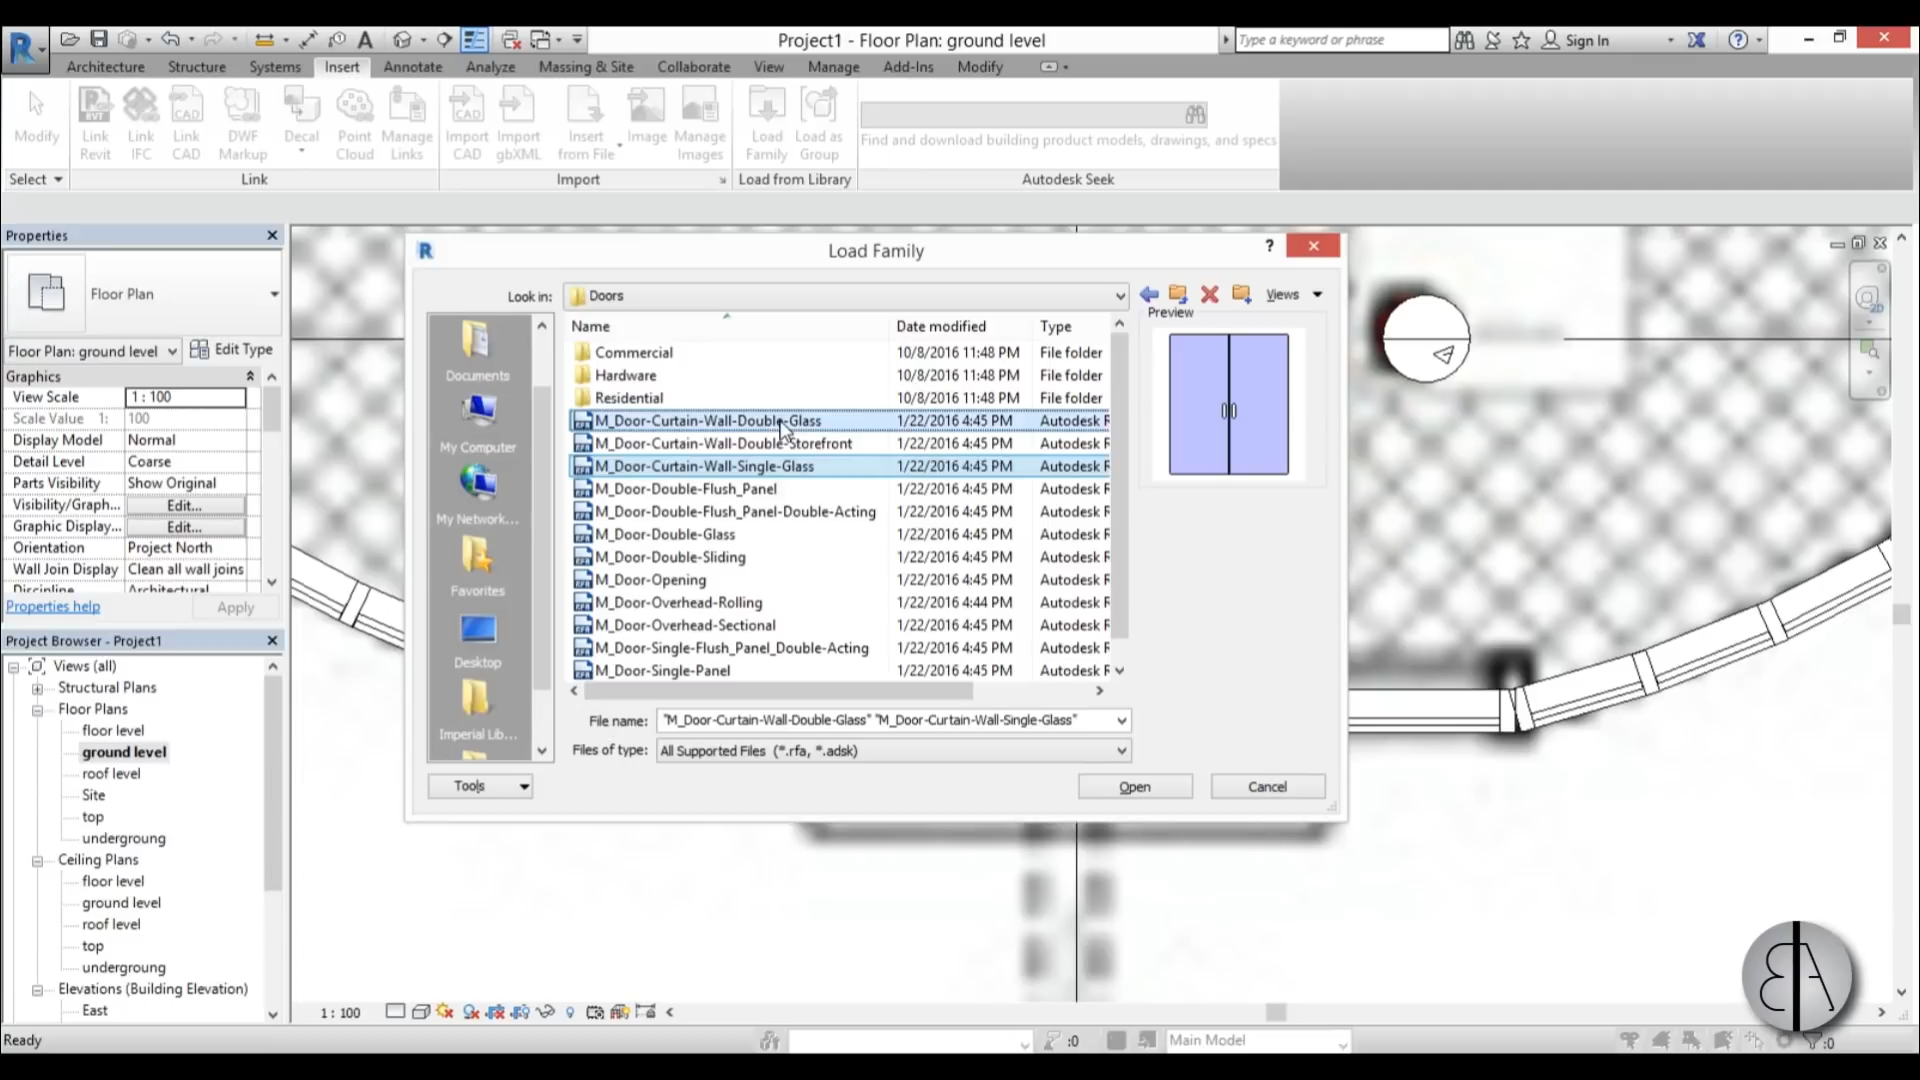 Project1 - Floor Plan: ground level
Type a keyword or phrase
Sign In
Architecture Structure Systems Insert Annotate Analyze Massing & Site Collaborate View Manage Add-Ins Modify
Modify
Link Revit
Link IFC
Link CAD
DWF Markup
Decal
Point Cloud
Manage Links
Import CAD
Import gbXML
Insert from File
Image
Manage Images
Load Family
Load as Group
Find and download building product models, drawings, and specs
Select
Link
Import
Load from Library
Autodesk Seek
Properties
Floor Plan
Floor Plan: ground level
Edit Type
Graphics
View Scale 1 : 100
Scale Value 1: 100
Display Model Normal
Detail Level Coarse
Parts Visibility Show Original
Visibility/Graph... Edit...
Graphic Display... Edit...
Orientation Project North
Wall Join Display Clean all wall joins
Discipline Architectural
Properties help
Apply
Project Browser - Project1
Views (all)
Structural Plans
Floor Plans
floor level
ground level
roof level
Site
top
undergroung
Ceiling Plans
floor level
ground level
roof level
top
undergroung
Elevations (Building Elevation)
East
Load Family
Look in: Doors
Views
Preview
Documents
My Computer
My Network...
Favorites
Desktop
Imperial Lib...
Name Date modified Type
Commercial 10/8/2016 11:48 PM File folder
Hardware 10/8/2016 11:48 PM File folder
Residential 10/8/2016 11:48 PM File folder
M_Door-Curtain-Wall-Double-Glass 1/22/2016 4:45 PM Autodesk R
M_Door-Curtain-Wall-Double-Storefront 1/22/2016 4:45 PM Autodesk R
M_Door-Curtain-Wall-Single-Glass 1/22/2016 4:45 PM Autodesk R
M_Door-Double-Flush_Panel 1/22/2016 4:45 PM Autodesk R
M_Door-Double-Flush_Panel-Double-Acting 1/22/2016 4:45 PM Autodesk R
M_Door-Double-Glass 1/22/2016 4:45 PM Autodesk R
M_Door-Double-Sliding 1/22/2016 4:45 PM Autodesk R
M_Door-Opening 1/22/2016 4:45 PM Autodesk R
M_Door-Overhead-Rolling 1/22/2016 4:44 PM Autodesk R
M_Door-Overhead-Sectional 1/22/2016 4:45 PM Autodesk R
M_Door-Single-Flush_Panel_Double-Acting 1/22/2016 4:45 PM Autodesk R
M_Door-Single-Panel 1/22/2016 4:45 PM Autodesk R
File name: "M_Door-Curtain-Wall-Double-Glass" "M_Door-Curtain-Wall-Single-Glass"
Files of type: All Supported Files (*.rfa, *.adsk)
Tools
Open
Cancel
1 : 100
Ready
:0
Main Model
:0